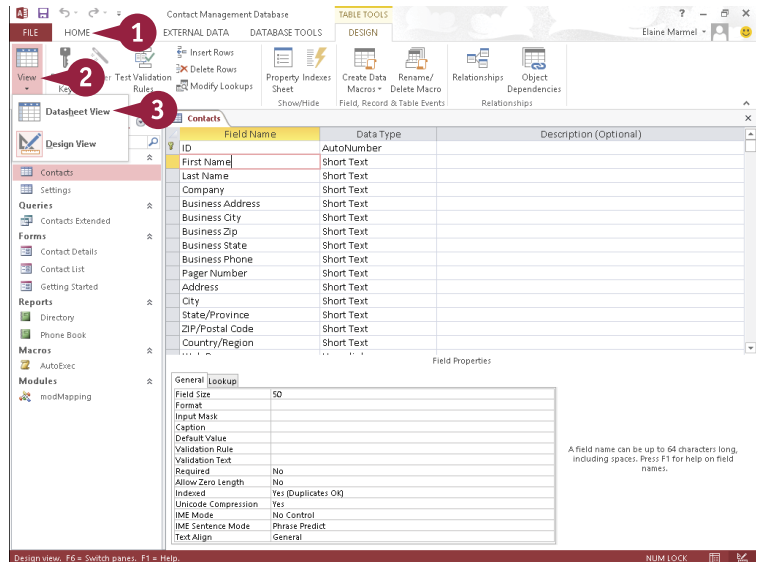 Contact Management Database
TABLE TOOLS
?
FILE
HOME
1
EXTERNAL DATA
DATABASE TOOLS
DESIGN
Elaine Marmel
View
2
Test Validation
Rules
Insert Rows
Delete Rows
Modify Lookups
Property
Sheet
Indexes
Show/Hide
Create Data
Macros
Rename/
Delete Macro
Field, Record & Table Events
Relationships
Object
Dependencies
Relationships
Datasheet View
3
Design View
Contacts
Settings
Queries
Contacts Extended
Forms
Contact Details
Contact List
Getting Started
Reports
Directory
Phone Book
Macros
AutoExec
Modules
modMapping
Contacts
Field Name Data Type Description (Optional)
ID AutoNumber
First Name Short Text
Last Name Short Text
Company Short Text
Business Address Short Text
Business City Short Text
Business Zip Short Text
Business State Short Text
Business Phone Short Text
Pager Number Short Text
Address Short Text
City Short Text
State/Province Short Text
ZIP/Postal Code Short Text
Country/Region Short Text
Field Properties
General Lookup
Field Size 50
Format
Input Mask
Caption
Default Value
Validation Rule
Validation Text
Required No
Allow Zero Length No
Indexed Yes (Duplicates OK)
Unicode Compression Yes
IME Mode No Control
IME Sentence Mode Phrase Predict
Text Align General
A field name can be up to 64 characters long,
including spaces. Press F1 for help on field
names.
Design view. F6 = Switch panes. F1 = Help.
NUM LOCK